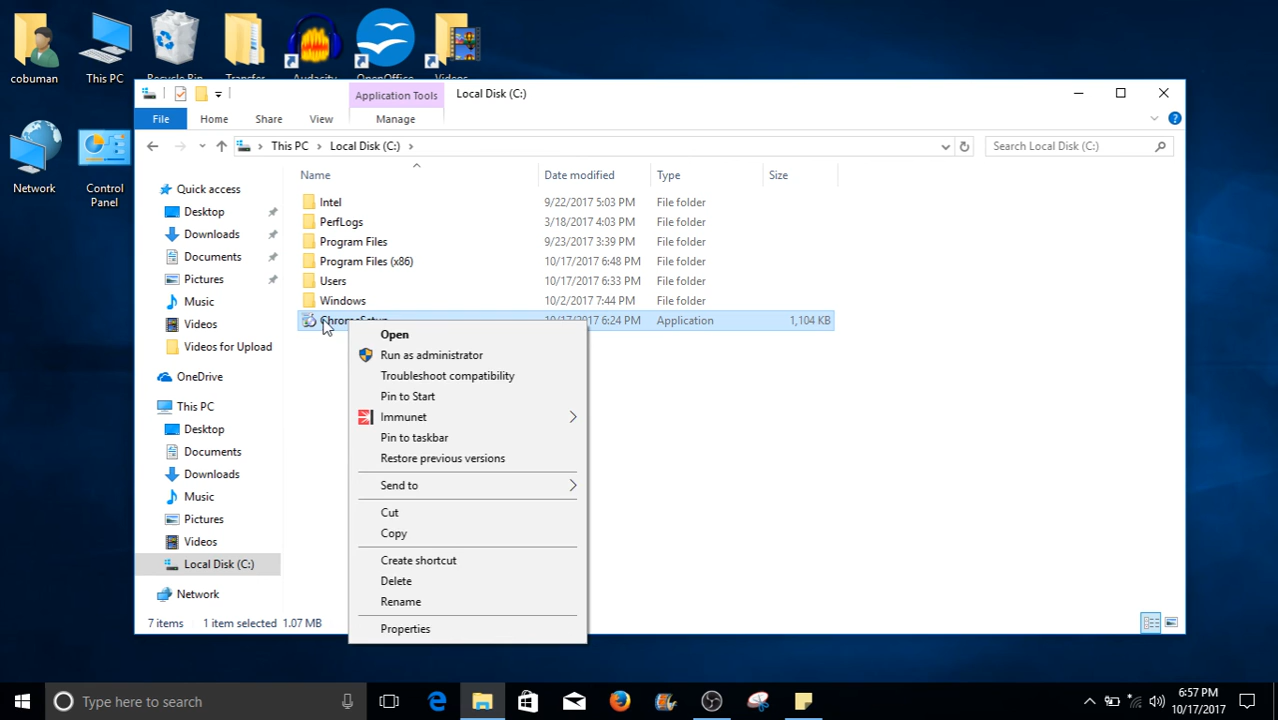 cobuman
This PC
Recycle Bin
Transfer
Audacity
OpenOffice
Videos
Network
Control Panel
Application Tools
Local Disk (C:)
File
Home
Share
View
Manage
This PC
Local Disk (C:)
Search Local Disk (C:)
Name
Date modified
Type
Size
Intel 9/22/2017 5:03 PM File folder
PerfLogs 3/18/2017 4:03 PM File folder
Program Files 9/23/2017 3:39 PM File folder
Program Files (x86) 10/17/2017 6:48 PM File folder
Users 10/17/2017 6:33 PM File folder
Windows 10/2/2017 7:44 PM File folder
ChromeSetup 10/17/2017 6:24 PM Application 1,104 KB
Quick access
Desktop
Downloads
Documents
Pictures
Music
Videos
Videos for Upload
OneDrive
This PC
Desktop
Documents
Downloads
Music
Pictures
Videos
Local Disk (C:)
Network
Open
Run as administrator
Troubleshoot compatibility
Pin to Start
Immunet
Pin to taskbar
Restore previous versions
Send to
Cut
Copy
Create shortcut
Delete
Rename
Properties
7 items
1 item selected 1.07 MB
Type here to search
6:57 PM
10/17/2017